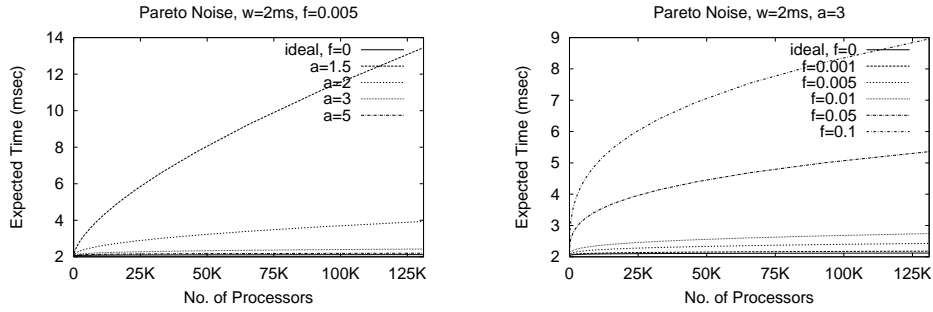 Pareto Noise, w=2ms, f=0.005
14
12
10
8
6
4
2
Expected Time (msec)
ideal, f=0
a=1.5
a=2
a=3
a=5
0 25K 50K 75K 100K 125K
No. of Processors
Pareto Noise, w=2ms, a=3
9
8
7
6
5
4
3
2
Expected Time (msec)
ideal, f=0
f=0.001
f=0.005
f=0.01
f=0.05
f=0.1
0 25K 50K 75K 100K 125K
No. of Processors